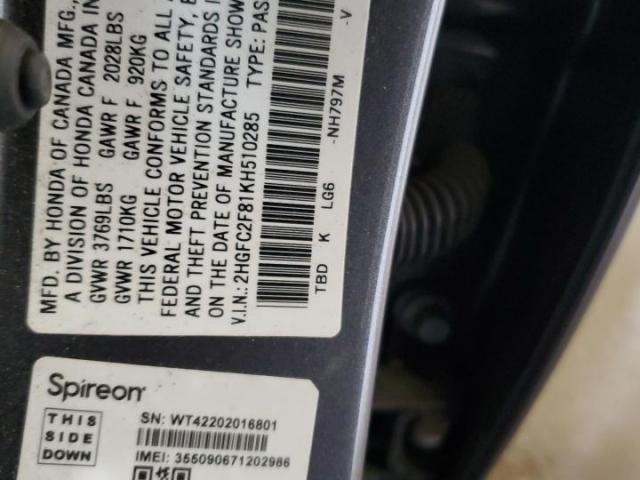 MFD. BY HONDA OF CANADA MFG.,
A DIVISION OF HONDA CANADA IN
GVWR 3769LBS GAWR F 2028LBS
GVWR 1710KG GAWR F 920KG
THIS VEHICLE CONFORMS TO ALL A
FEDERAL MOTOR VEHICLE SAFETY, B
AND THEFT PREVENTION STANDARDS I
ON THE DATE OF MANUFACTURE SHOW
V.I.N.: 2HGFC2F81KH510285 TYPE: PAS
TBD K LG6 -NH797M -V
Spireon
THIS
SIDE
DOWN
SN: WT42202016801
IMEI: 355090671202986